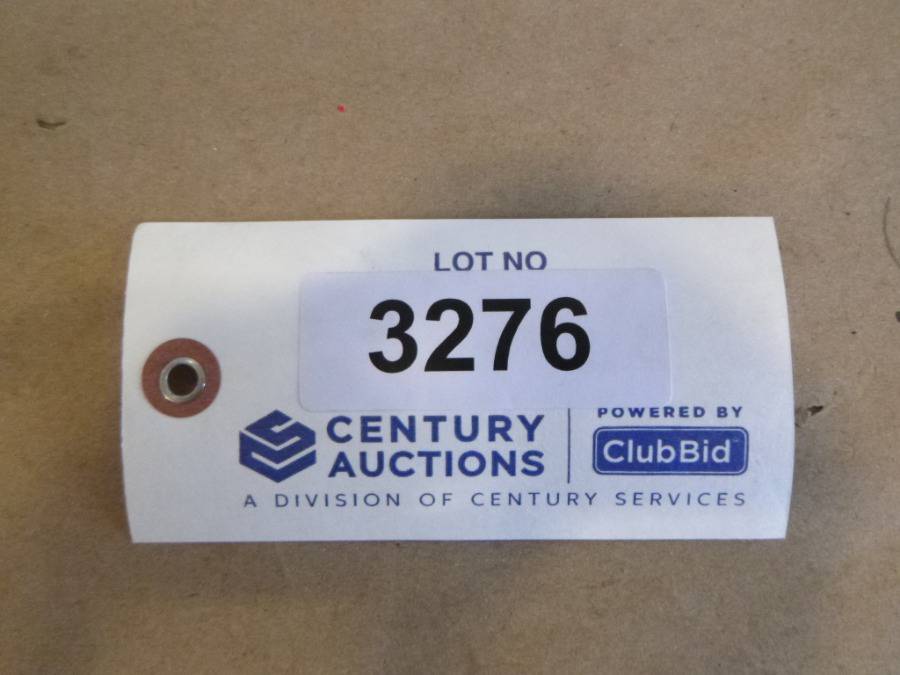 LOT NO
3276
CENTURY
AUCTIONS
POWERED BY
ClubBid
A DIVISION OF CENTURY SERVICES